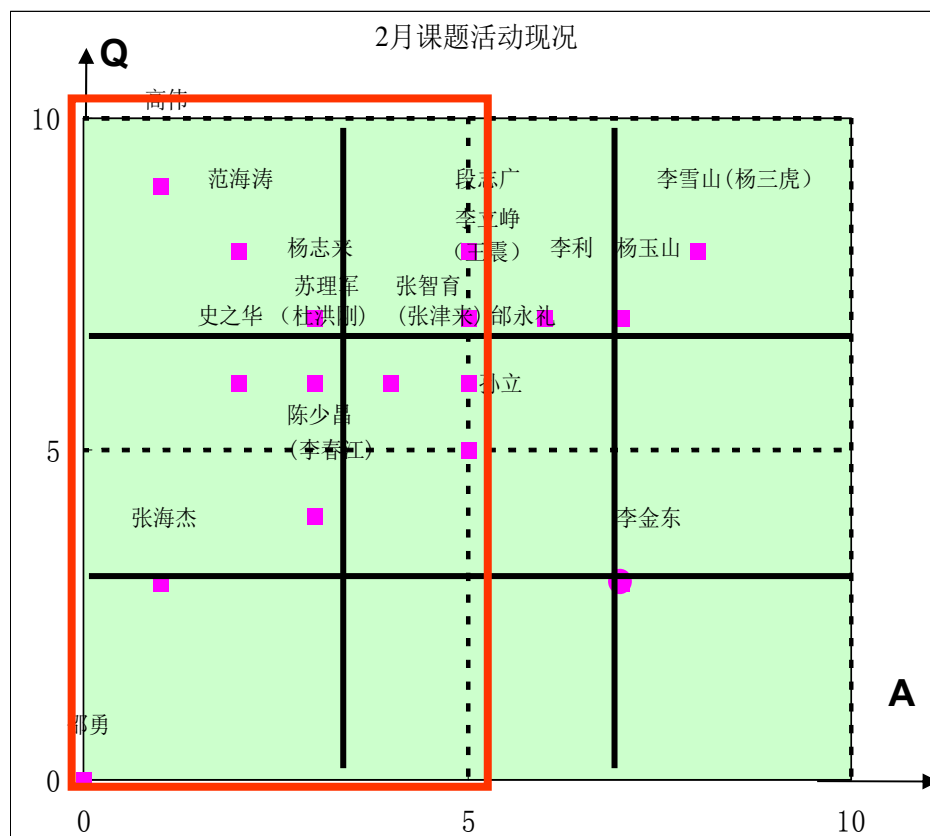 2月课题活动现况
Q
10
高伟
范海涛
段志广
李雪山(杨三虎)
李立峥
杨志来
(王震)
李利
杨玉山
苏理军
张智育
史之华
(杜洪刚)
(张津来)
邰永礼
孙立
陈少昌
5
(李春江)
张海杰
李金东
A
邵勇
0
0
5
10